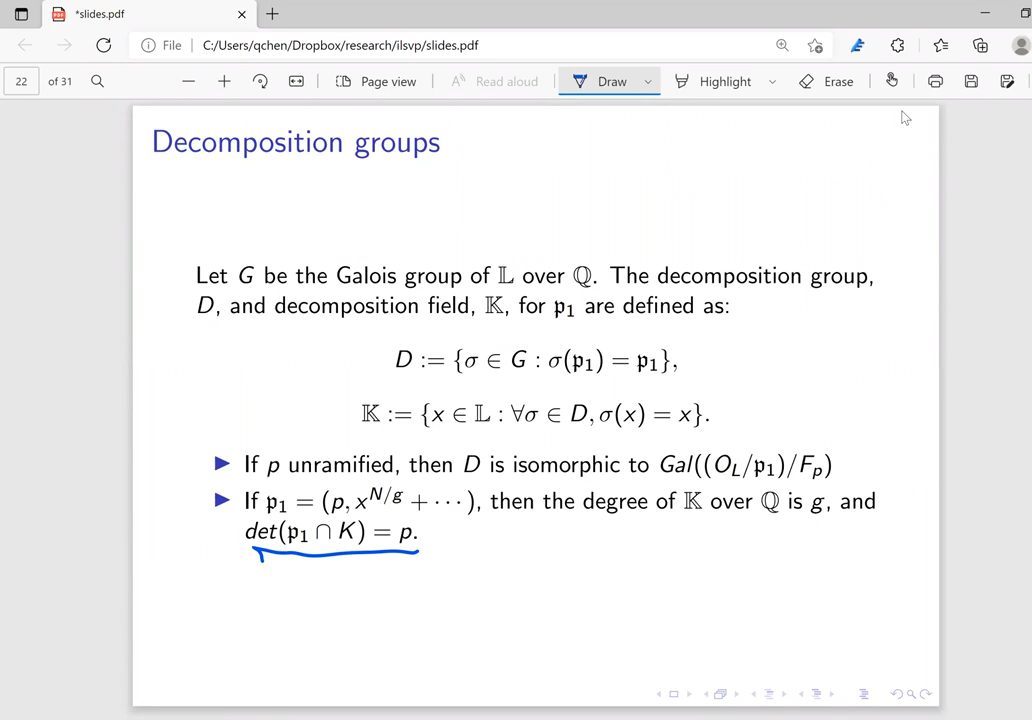 *slides.pdf
File C:/Users/qchen/Dropbox/research/ilsvp/slides.pdf
22 of 31 Page view Read aloud Draw Highlight Erase
Decomposition groups
Let G be the Galois group of 𝕃 over ℚ. The decomposition group,
D, and decomposition field, 𝕂, for 𝔭₁ are defined as:
D := {σ ∈ G : σ(𝔭₁) = 𝔭₁},
𝕂 := {x ∈ 𝕃 : ∀σ ∈ D, σ(x) = x}.
▶ If p unramified, then D is isomorphic to Gal((O_L/𝔭₁)/F_p)
▶ If 𝔭₁ = (p, x^{N/g} + ⋯), then the degree of 𝕂 over ℚ is g, and
det(𝔭₁ ∩ K) = p.